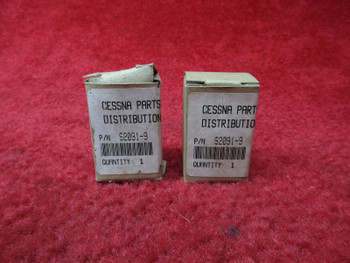 CESSNA PARTS
DISTRIBUTION
P/N S2091-9
QUANTITY: 1
CESSNA PART
DISTRIBUTION
P/N S2091-9
QUANTITY: 1